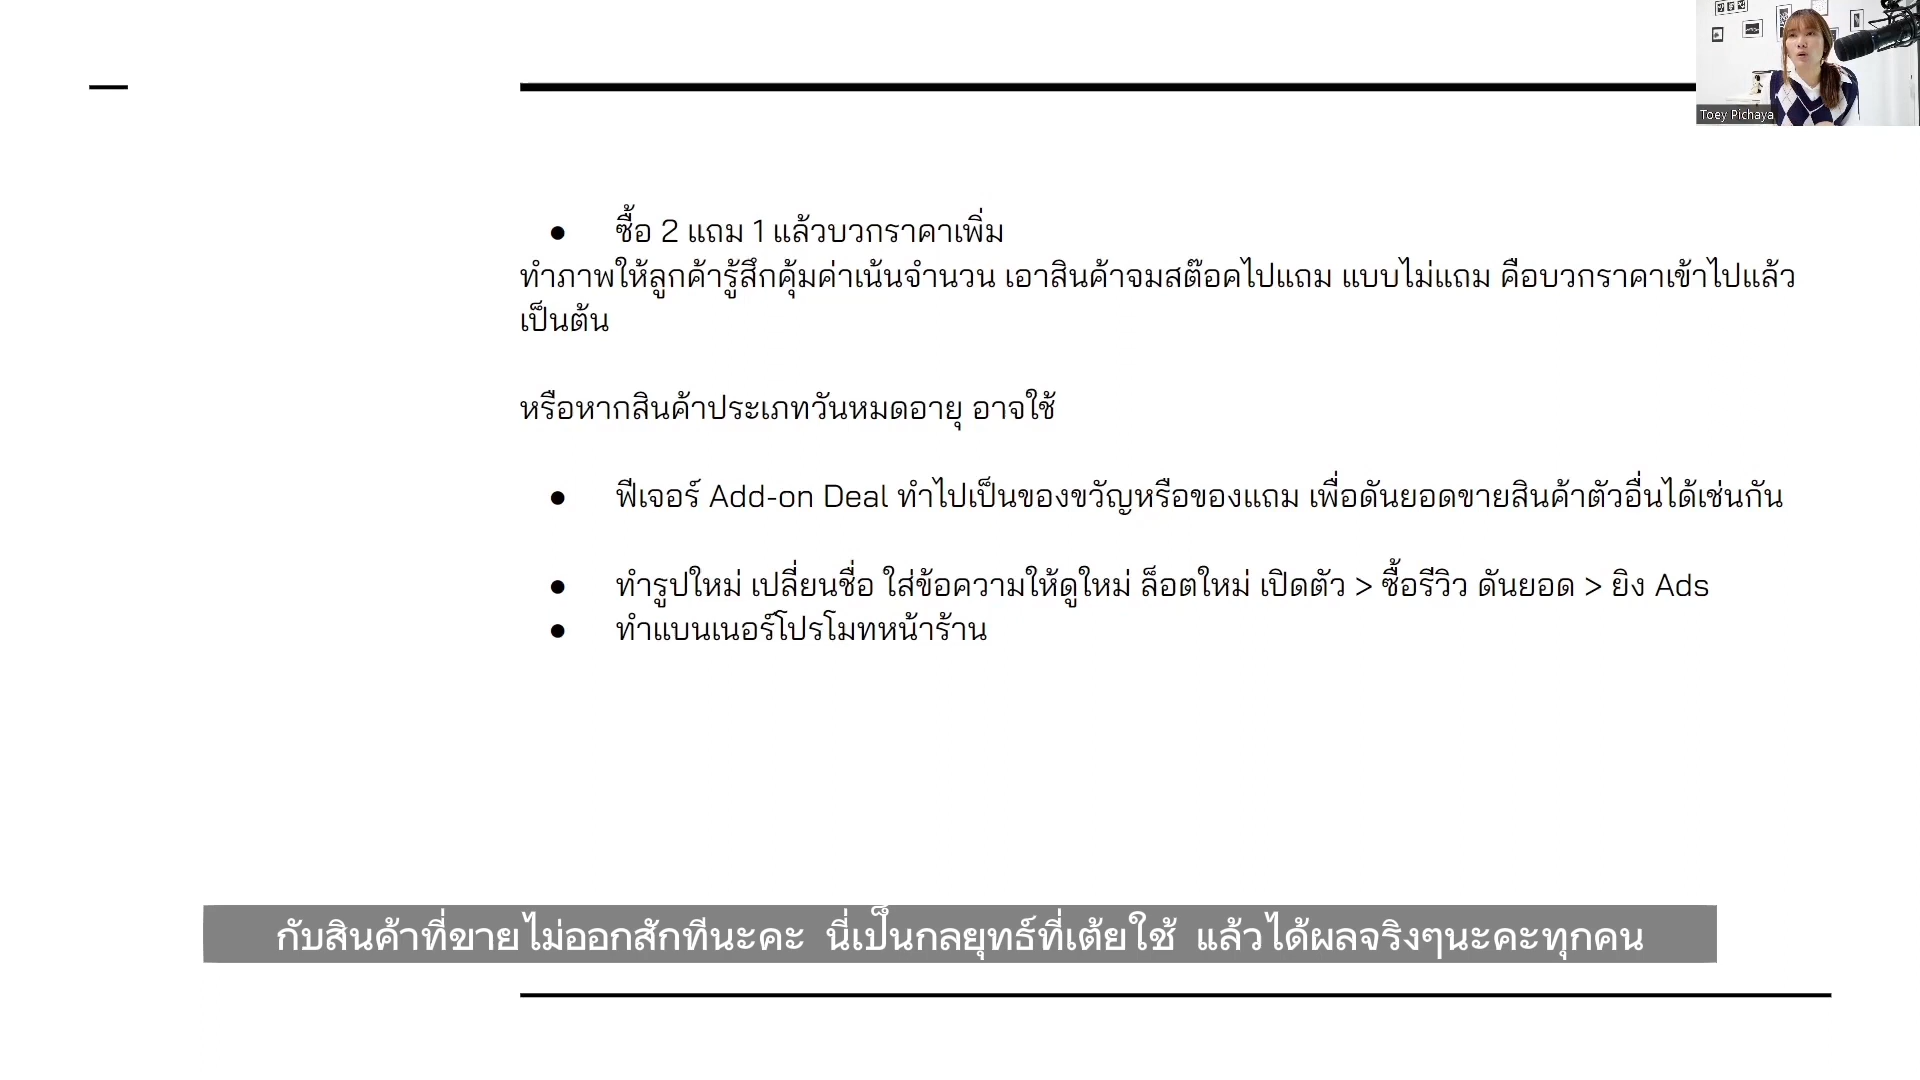 Toey Pichaya
● ซื้อ 2 แถม 1 แล้วบวกราคาเพิ่ม
ทำภาพให้ลูกค้ารู้สึกคุ้มค่าเน้นจำนวน เอาสินค้าจมสต๊อคไปแถม แบบไม่แถม คือบวกราคาเข้าไปแล้ว
เป็นต้น
หรือหากสินค้าประเภทวันหมดอายุ อาจใช้
● ฟีเจอร์ Add-on Deal ทำไปเป็นของขวัญหรือของแถม เพื่อดันยอดขายสินค้าตัวอื่นได้เช่นกัน
● ทำรูปใหม่ เปลี่ยนชื่อ ใส่ข้อความให้ดูใหม่ ล็อตใหม่ เปิดตัว > ซื้อรีวิว ดันยอด > ยิง Ads
● ทำแบนเนอร์โปรโมทหน้าร้าน
กับสินค้าที่ขายไม่ออกสักทีนะคะ นี่เป็นกลยุทธ์ที่เต้ยใช้ แล้วได้ผลจริงๆนะคะทุกคน